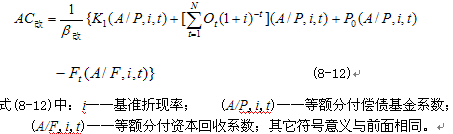 AC改 = 1/β改 {K₁(A/P,i,t) + [∑_{t=1}^{N} O_t(1+i)^{-t}](A/P,i,t) + P₀(A/P,i,t)
− F_t(A/F,i,t)} (8-12)
式(8-12)中：i——基准折现率； (A/P, i, t)——等额分付偿债基金系数；
(A/F, i, t)——等额分付资本回收系数；其它符号意义与前面相同。